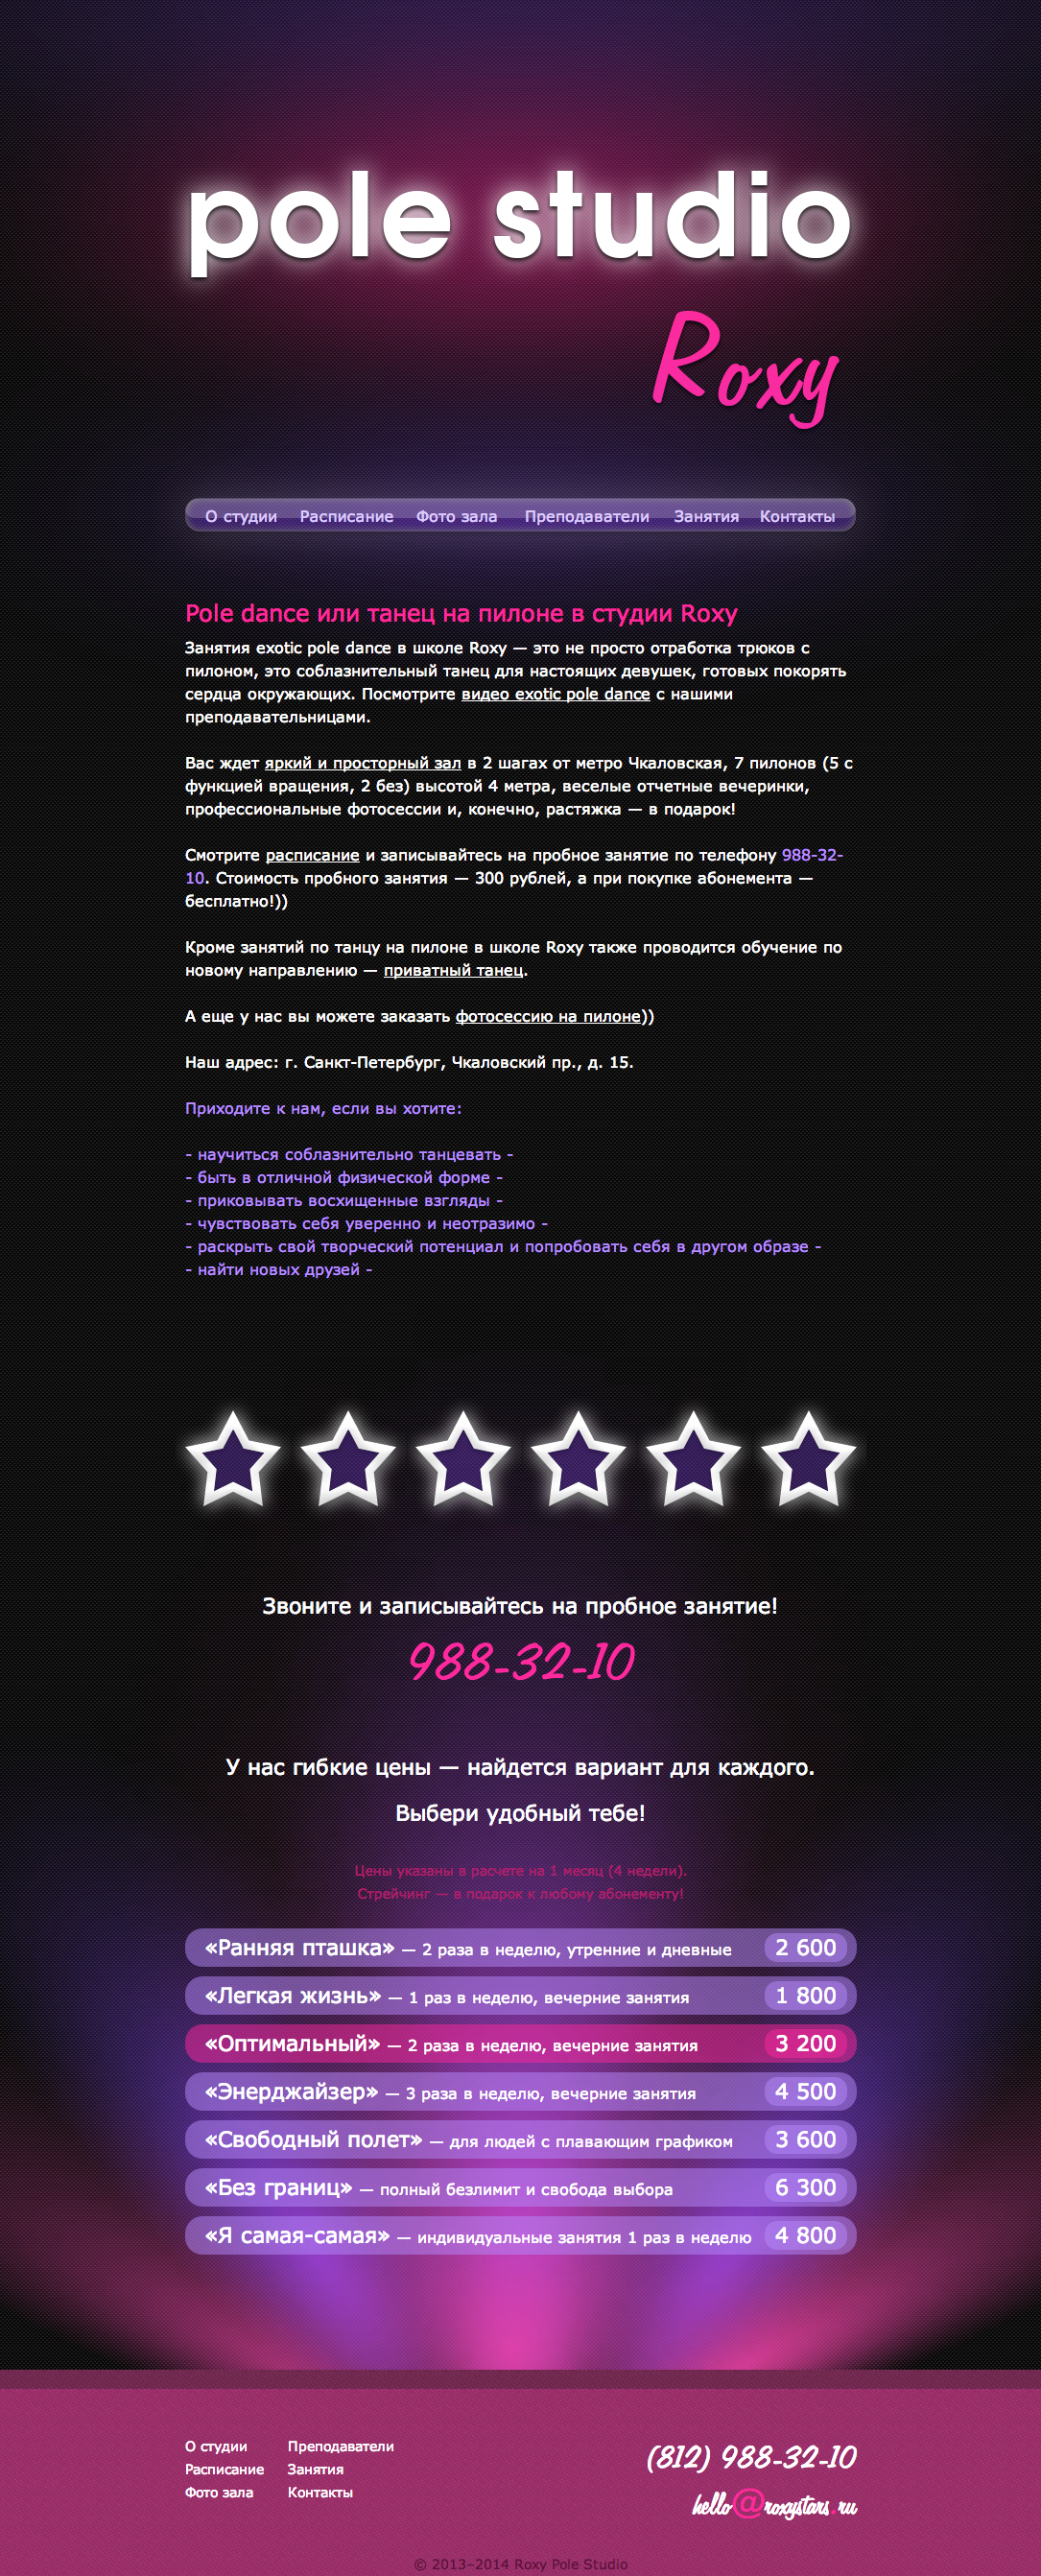 pole studio
Roxy
О студии Расписание Фото зала Преподаватели Занятия Контакты
Pole dance или танец на пилоне в студии Roxy
Занятия exotic pole dance в школе Roxy — это не просто отработка трюков с
пилоном, это соблазнительный танец для настоящих девушек, готовых покорять
сердца окружающих. Посмотрите видео exotic pole dance с нашими
преподавательницами.
Вас ждет яркий и просторный зал в 2 шагах от метро Чкаловская, 7 пилонов (5 с
функцией вращения, 2 без) высотой 4 метра, веселые отчетные вечеринки,
профессиональные фотосессии и, конечно, растяжка — в подарок!
Смотрите расписание и записывайтесь на пробное занятие по телефону 988-32-
10. Стоимость пробного занятия — 300 рублей, а при покупке абонемента —
бесплатно!))
Кроме занятий по танцу на пилоне в школе Roxy также проводится обучение по
новому направлению — приватный танец.
А еще у нас вы можете заказать фотосессию на пилоне))
Наш адрес: г. Санкт-Петербург, Чкаловский пр., д. 15.
Приходите к нам, если вы хотите:
- научиться соблазнительно танцевать -
- быть в отличной физической форме -
- приковывать восхищенные взгляды -
- чувствовать себя уверенно и неотразимо -
- раскрыть свой творческий потенциал и попробовать себя в другом образе -
- найти новых друзей -
Звоните и записывайтесь на пробное занятие!
988-32-10
У нас гибкие цены — найдется вариант для каждого.
Выбери удобный тебе!
Цены указаны в расчете на 1 месяц (4 недели).
Стрейчинг — в подарок к любому абонементу!
«Ранняя пташка» — 2 раза в неделю, утренние и дневные 2 600
«Легкая жизнь» — 1 раз в неделю, вечерние занятия 1 800
«Оптимальный» — 2 раза в неделю, вечерние занятия 3 200
«Энерджайзер» — 3 раза в неделю, вечерние занятия 4 500
«Свободный полет» — для людей с плавающим графиком 3 600
«Без границ» — полный безлимит и свобода выбора 6 300
«Я самая-самая» — индивидуальные занятия 1 раз в неделю 4 800
О студии Преподаватели (812) 988-32-10
Расписание Занятия
Фото зала Контакты hello@roxystars.ru
© 2013–2014 Roxy Pole Studio